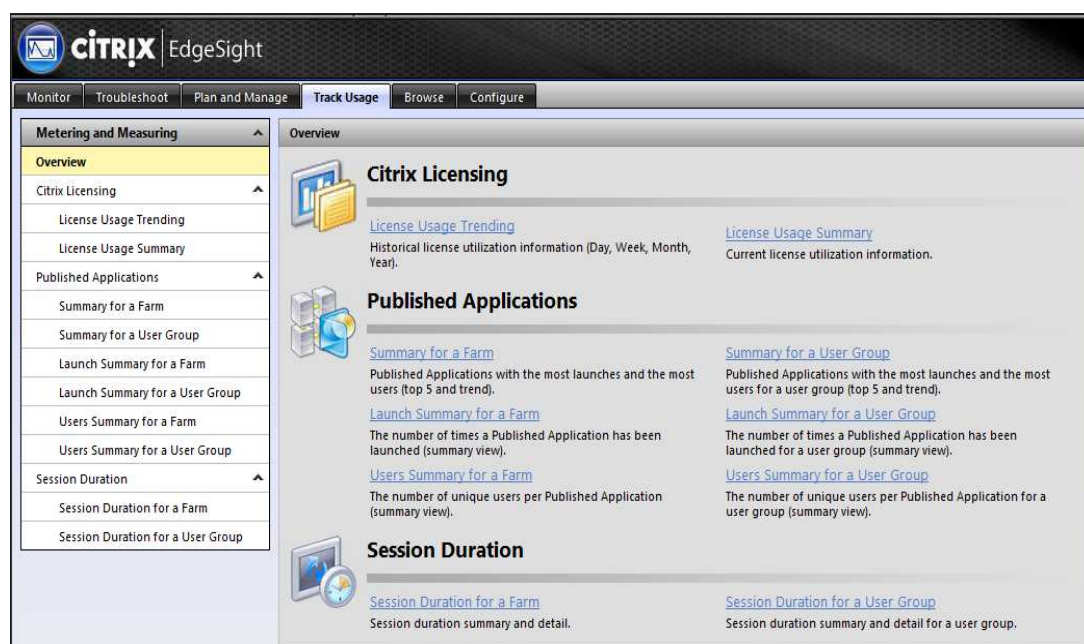 CİTRIX EdgeSight
Monitor Troubleshoot Plan and Manage Track Usage Browse Configure
Metering and Measuring
Overview
Citrix Licensing
License Usage Trending
License Usage Summary
Published Applications
Summary for a Farm
Summary for a User Group
Launch Summary for a Farm
Launch Summary for a User Group
Users Summary for a Farm
Users Summary for a User Group
Session Duration
Session Duration for a Farm
Session Duration for a User Group
Overview
Citrix Licensing
License Usage Trending
Historical license utilization information (Day, Week, Month,
Year).
License Usage Summary
Current license utilization information.
Published Applications
Summary for a Farm
Published Applications with the most launches and the most
users (top 5 and trend).
Summary for a User Group
Published Applications with the most launches and the most
users for a user group (top 5 and trend).
Launch Summary for a Farm
The number of times a Published Application has been
launched (summary view).
Launch Summary for a User Group
The number of times a Published Application has been
launched for a user group (summary view).
Users Summary for a Farm
The number of unique users per Published Application
(summary view).
Users Summary for a User Group
The number of unique users per Published Application for a
user group (summary view).
Session Duration
Session Duration for a Farm
Session duration summary and detail.
Session Duration for a User Group
Session duration summary and detail for a user group.